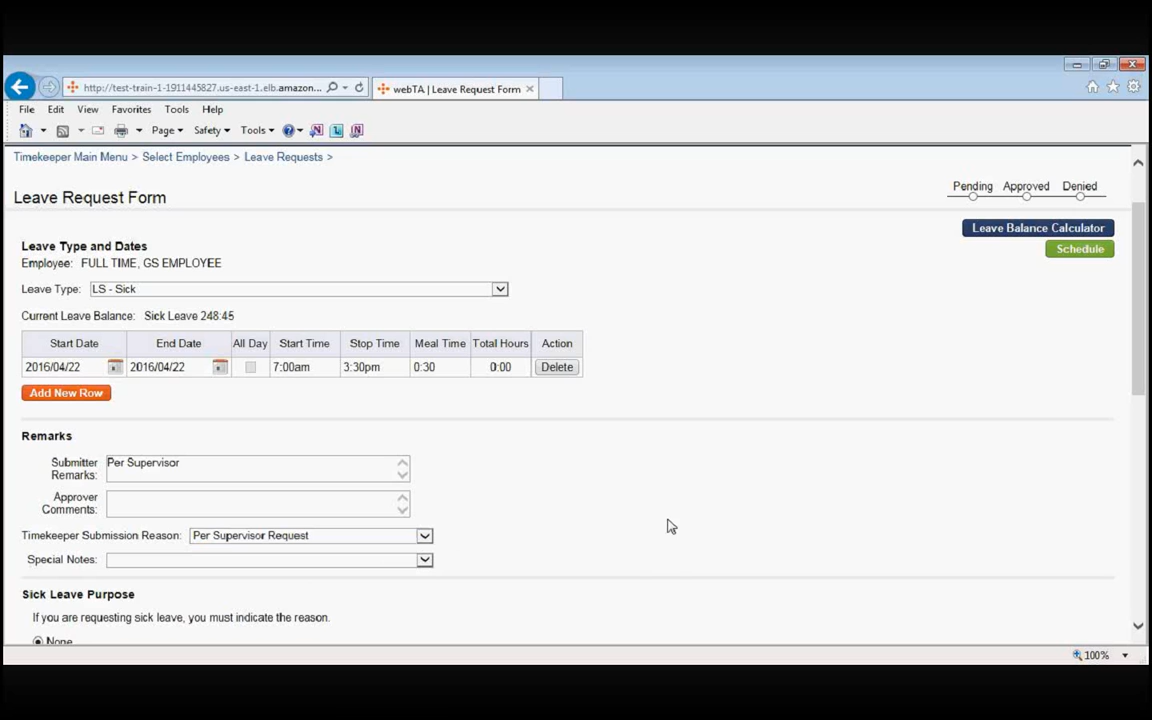 http://test-train-1-1911445827.us-east-1.elb.amazon...
webTA | Leave Request Form
File Edit View Favorites Tools Help
Page Safety Tools
Timekeeper Main Menu > Select Employees > Leave Requests >
Leave Request Form
Pending Approved Denied
Leave Balance Calculator
Schedule
Leave Type and Dates
Employee: FULL TIME, GS EMPLOYEE
Leave Type: LS - Sick
Current Leave Balance: Sick Leave 248:45
Start Date End Date All Day Start Time Stop Time Meal Time Total Hours Action
2016/04/22 2016/04/22 7:00am 3:30pm 0:30 0:00 Delete
Add New Row
Remarks
Submitter Remarks: Per Supervisor
Approver Comments:
Timekeeper Submission Reason: Per Supervisor Request
Special Notes:
Sick Leave Purpose
If you are requesting sick leave, you must indicate the reason.
None
100%